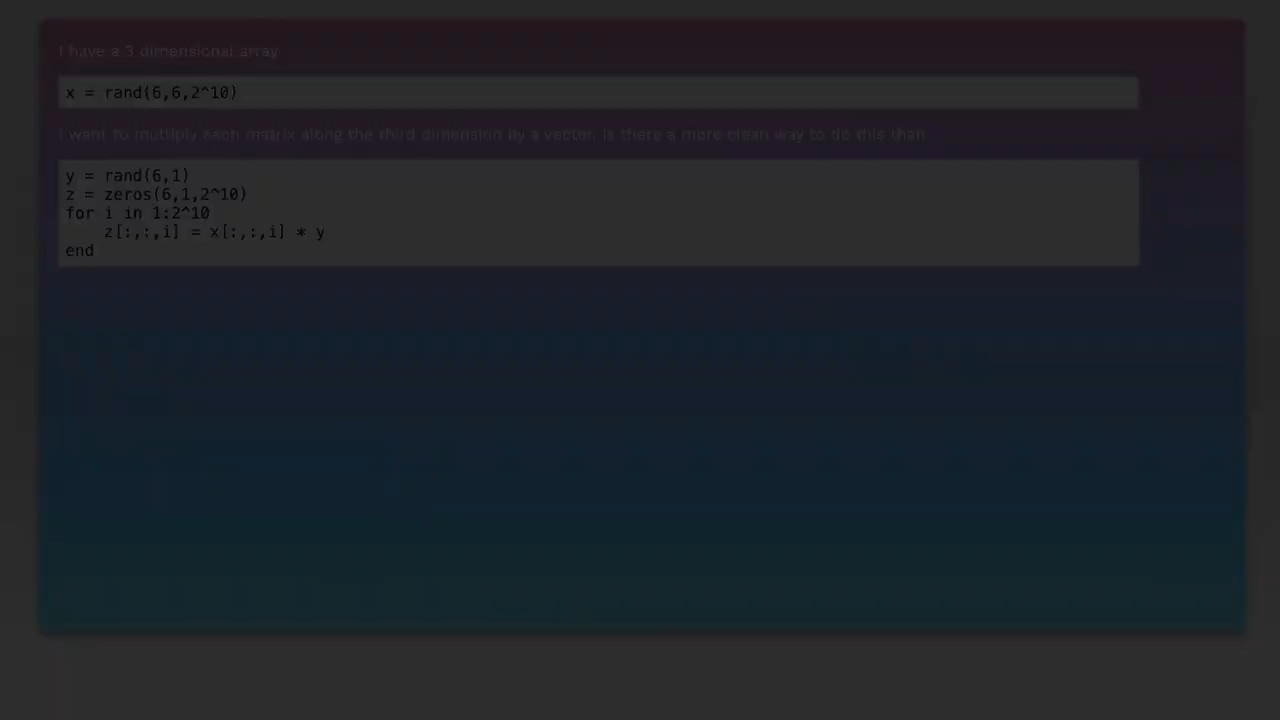 I have a 3 dimensional array
x = rand(6,6,2^10)
I want to multiply each matrix along the third dimension by a vector. Is there a more clean way to do this than
y = rand(6,1)
z = zeros(6,1,2^10)
for i in 1:2^10
    z[:,:,i] = x[:,:,i] * y
end